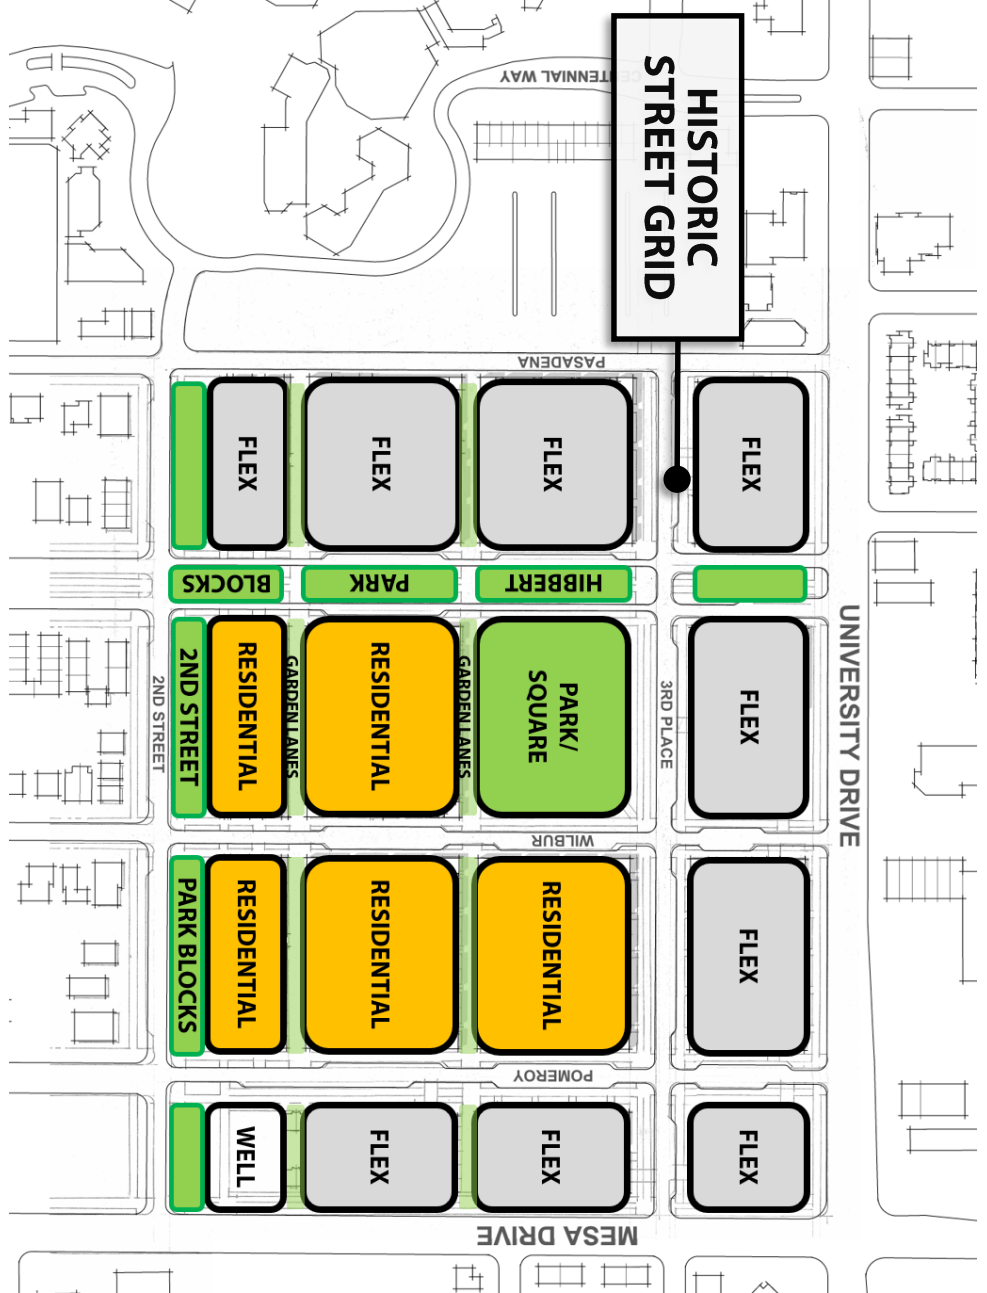 UNIVERSITY DRIVE
FLEX
FLEX
FLEX
FLEX
HISTORIC
STREET GRID
3RD PLACE
CENTENNIAL WAY
PASADENA
WILBUR
POMEROY
MESA DRIVE
FLEX
HIBBERT
PARK/
SQUARE
RESIDENTIAL
FLEX
GARDEN LANES
FLEX
PARK
RESIDENTIAL
RESIDENTIAL
FLEX
GARDEN LANES
FLEX
BLOCKS
RESIDENTIAL
RESIDENTIAL
WELL
2ND STREET
PARK BLOCKS
2ND STREET